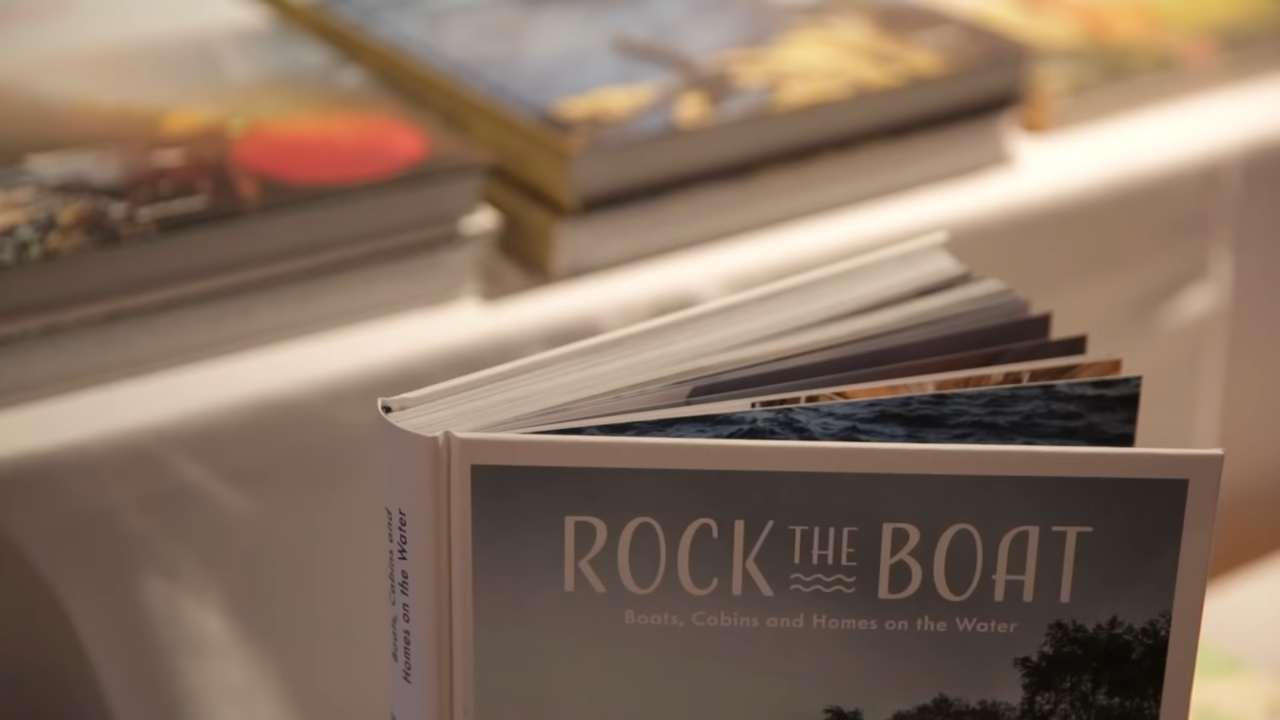 ROCK THE BOAT
Boats, Cabins and Homes on the Water
Boats, Cabins and
Homes on the Water